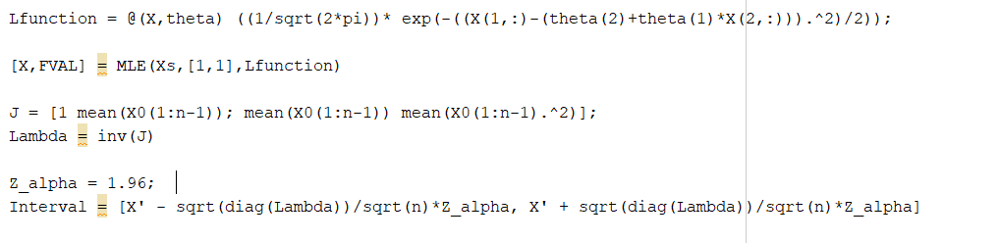 Lfunction = @(X,theta) ((1/sqrt(2*pi))* exp(-((X(1,:)-(theta(2)+theta(1)*X(2,:))).^2)/2));
[X,FVAL] = MLE(Xs,[1,1],Lfunction)
J = [1 mean(X0(1:n-1)); mean(X0(1:n-1)) mean(X0(1:n-1).^2)];
Lambda = inv(J)
Z_alpha = 1.96;
Interval = [X' - sqrt(diag(Lambda))/sqrt(n)*Z_alpha, X' + sqrt(diag(Lambda))/sqrt(n)*Z_alpha]